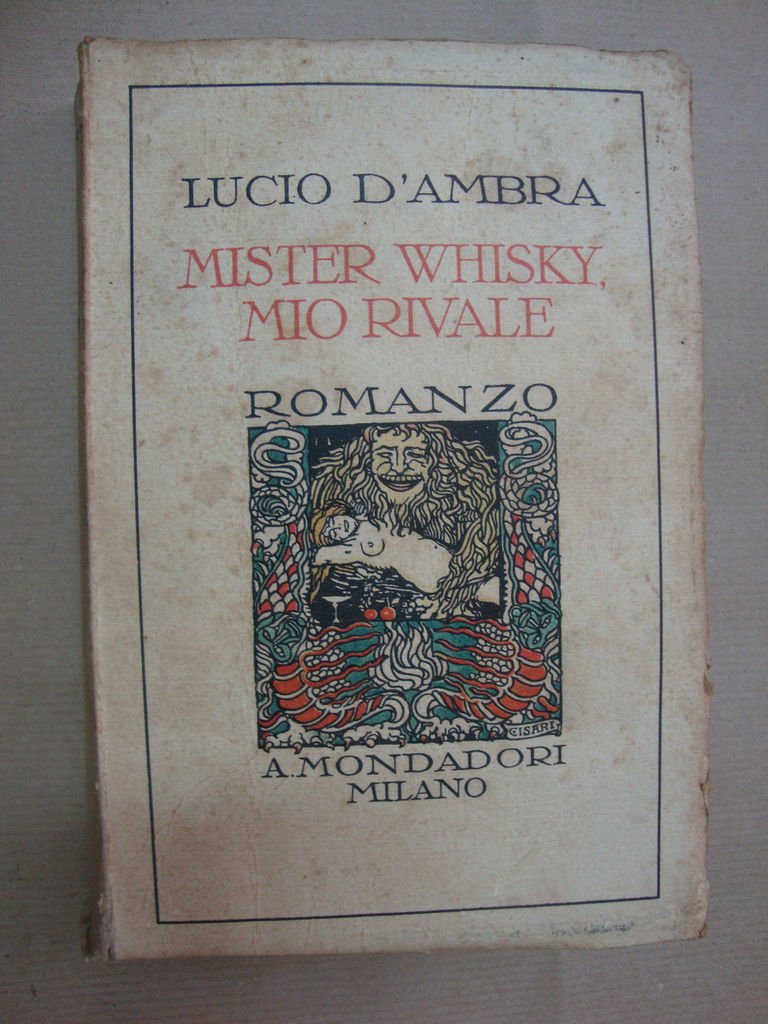 LUCIO D'AMBRA
MISTER WHISKY,
MIO RIVALE
ROMANZO
CISARI
A. MONDADORI
MILANO